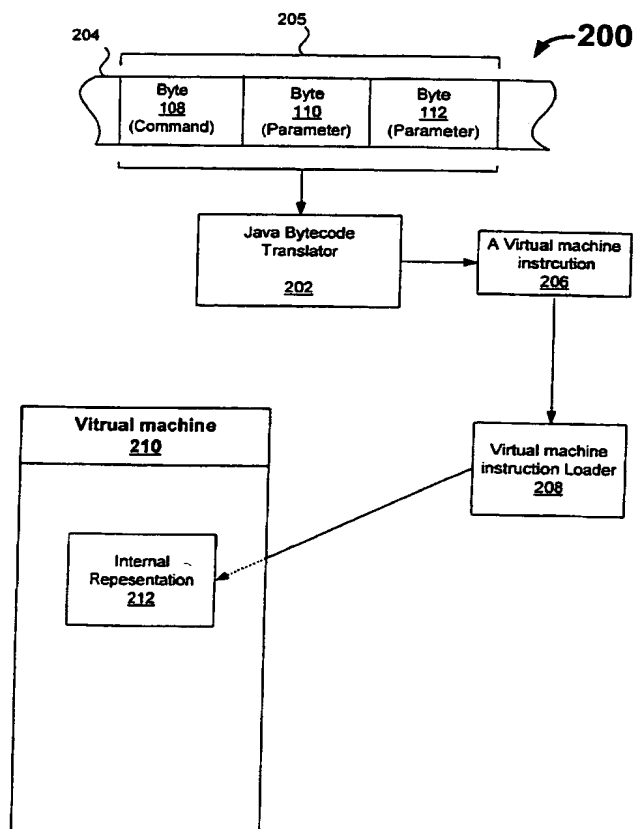 205
204
200
Byte
108
(Command)
Byte
110
(Parameter)
Byte
112
(Parameter)
Java Bytecode
Translator
202
A Virtual machine
instrcution
206
Vitrual machine
210
Virtual machine
instruction Loader
208
Internal
Repesentation
212